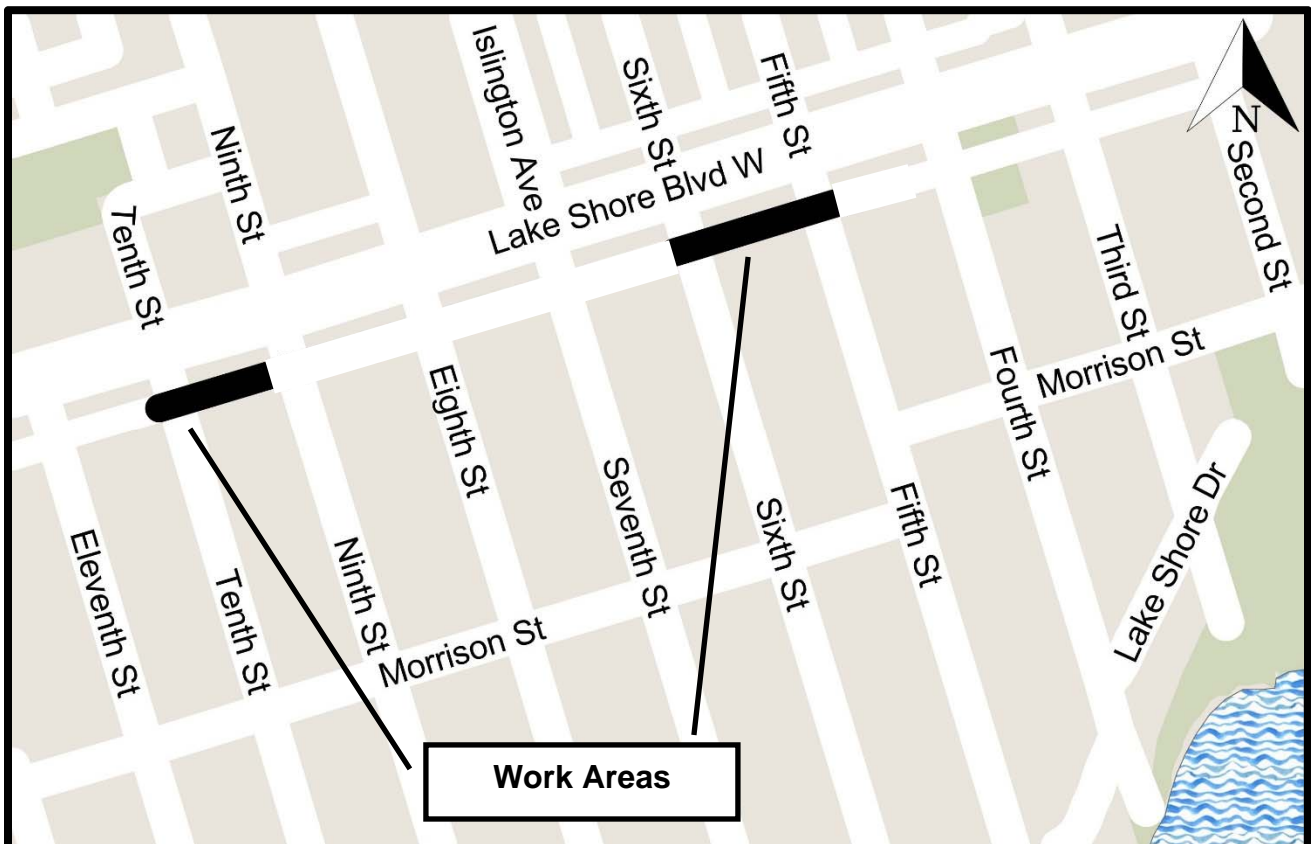 Islington Ave
Sixth St
Fifth St
N
Ninth St
Lake Shore Blvd W
Second St
Tenth St
Third St
Eighth St
Fourth St
Morrison St
Seventh St
Sixth St
Fifth St
Lake Shore Dr
Eleventh St
Tenth St
Ninth St
Morrison St
Work Areas